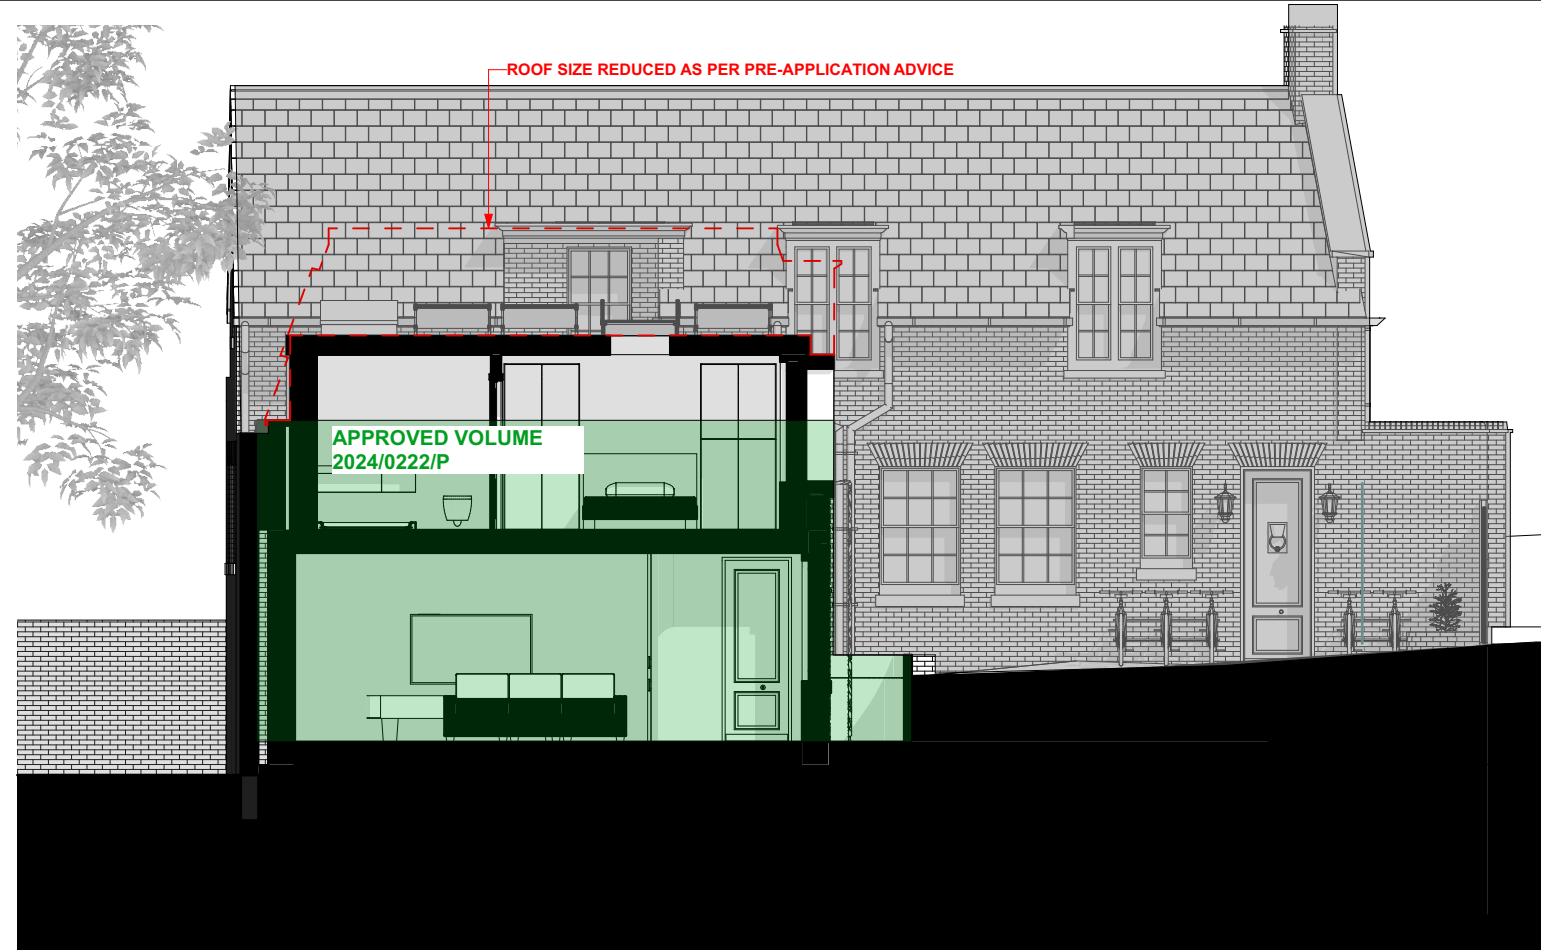 ROOF SIZE REDUCED AS PER PRE-APPLICATION ADVICE
APPROVED VOLUME
2024/0222/P